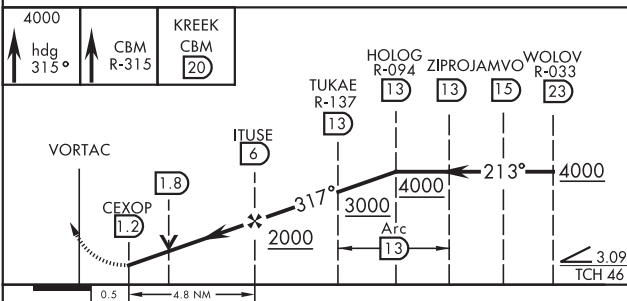 4000
hdg
315°
CBM
R-315
KREEK
CBM
20
VORTAC
CEXOP
1.2
1.8
ITUSE
6
TUKAE
R-137
13
HOLOG
R-094
13
ZIPRO
13
JAMVO
15
WOLOV
R-033
23
317°
213°
4000
4000
3000
2000
Arc
13
3.09
TCH 46
0.5
4.8 NM